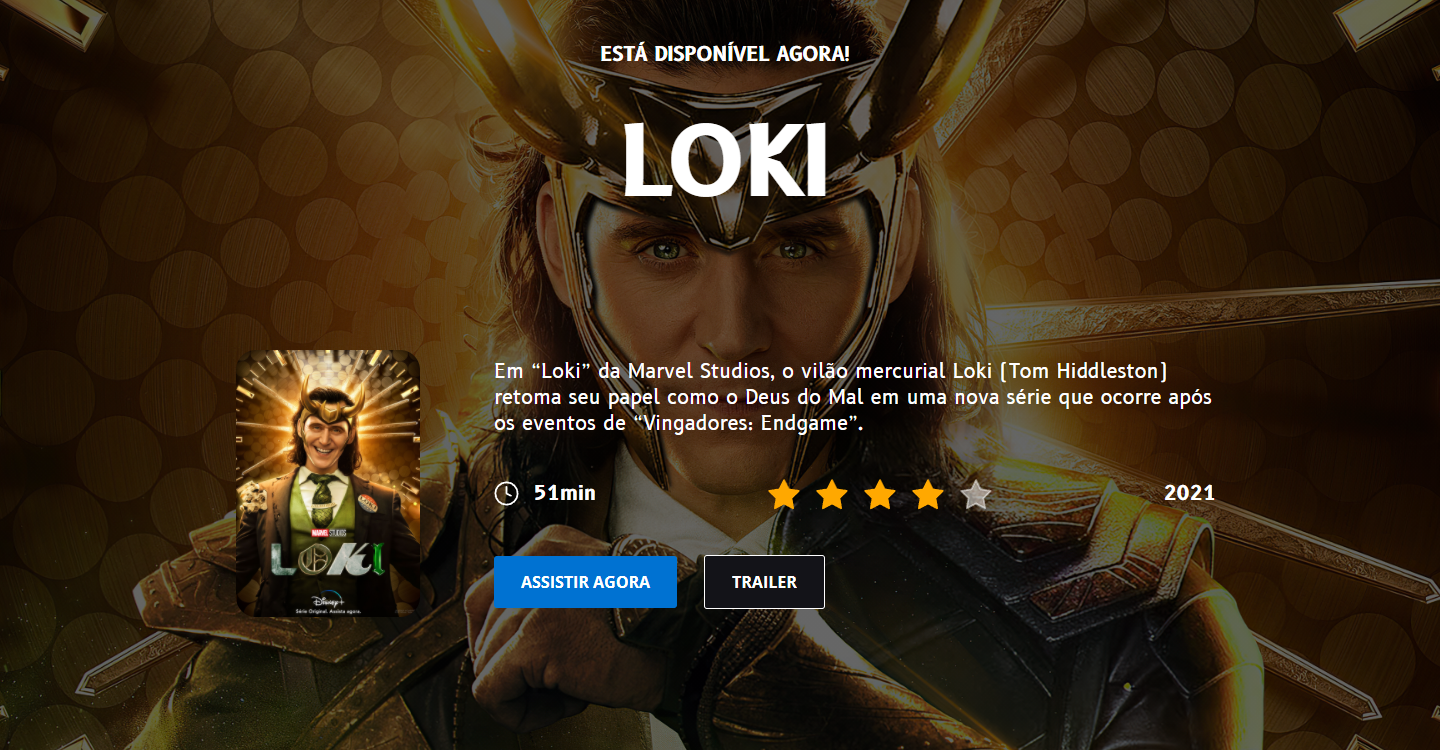 ESTÁ DISPONÍVEL AGORA!
LOKI
Em “Loki” da Marvel Studios, o vilão mercurial Loki (Tom Hiddleston)
retoma seu papel como o Deus do Mal em uma nova série que ocorre após
os eventos de “Vingadores: Endgame”.
51min
2021
ASSISTIR AGORA
TRAILER
MARVEL STUDIOS
LOKI
Disney+
Série Original. Assista agora.